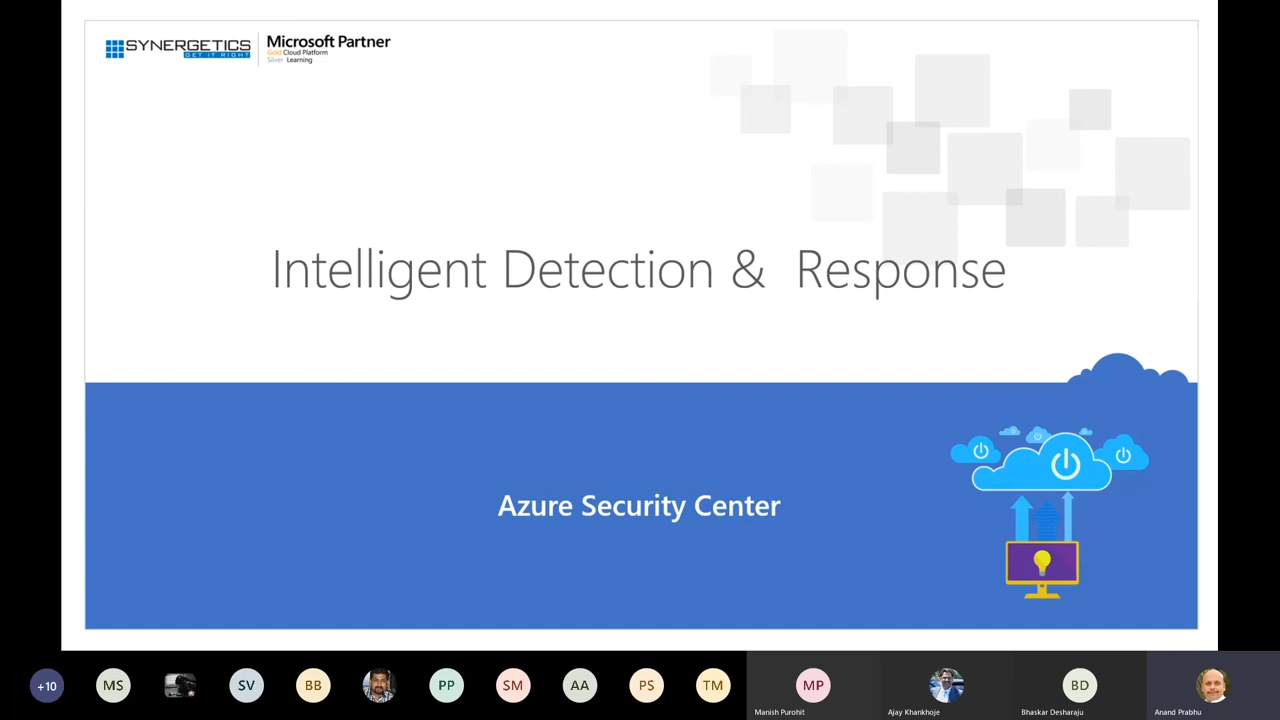 SYNERGETICS
GET IT RIGHT
Microsoft Partner
Gold Cloud Platform
Silver Learning
Intelligent Detection & Response
Azure Security Center
+10
MS
SV
BB
PP
SM
AA
PS
TM
MP
BD
Manish Purohit
Ajay Khankhoje
Bhaskar Desharaju
Anand Prabhu